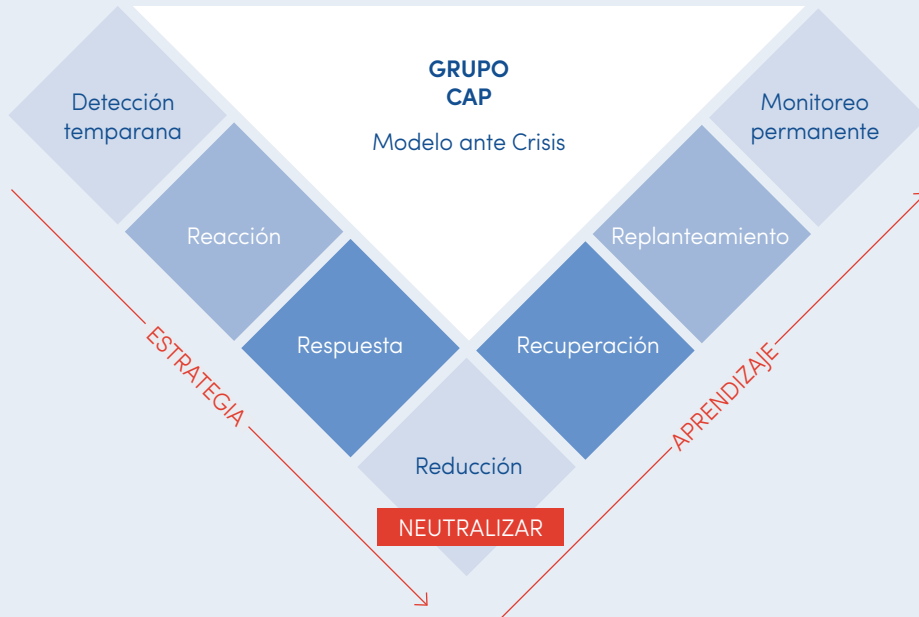 GRUPO
CAP
Modelo ante Crisis
Detección
temparana
Reacción
Respuesta
Reducción
NEUTRALIZAR
Recuperación
Replanteamiento
Monitoreo
permanente
ESTRATEGIA
APRENDIZAJE